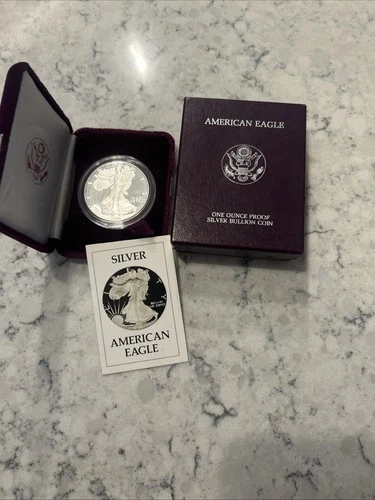 AMERICAN EAGLE
ONE OUNCE PROOF
SILVER BULLION COIN
SILVER
AMERICAN
EAGLE